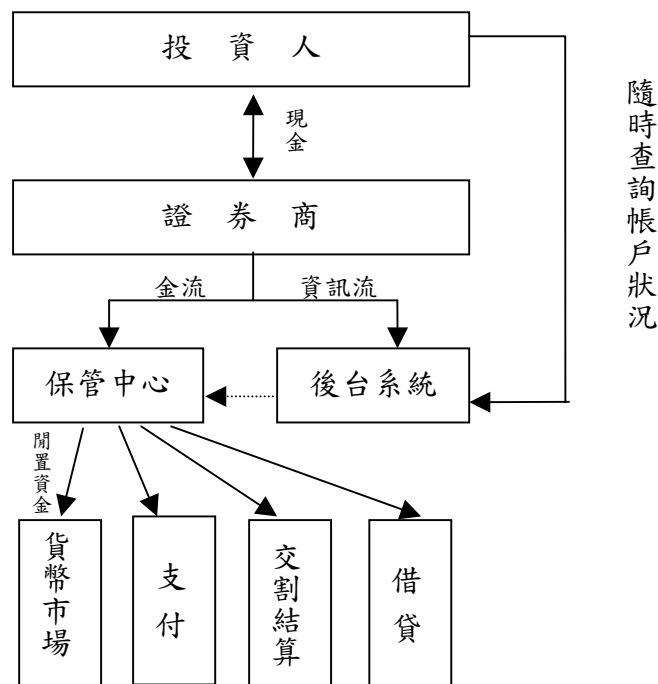 投資人
現金
隨時查詢帳戶狀況
證券商
金流
資訊流
保管中心
後台系統
閒置資金
貨幣市場
支付
交割結算
借貸